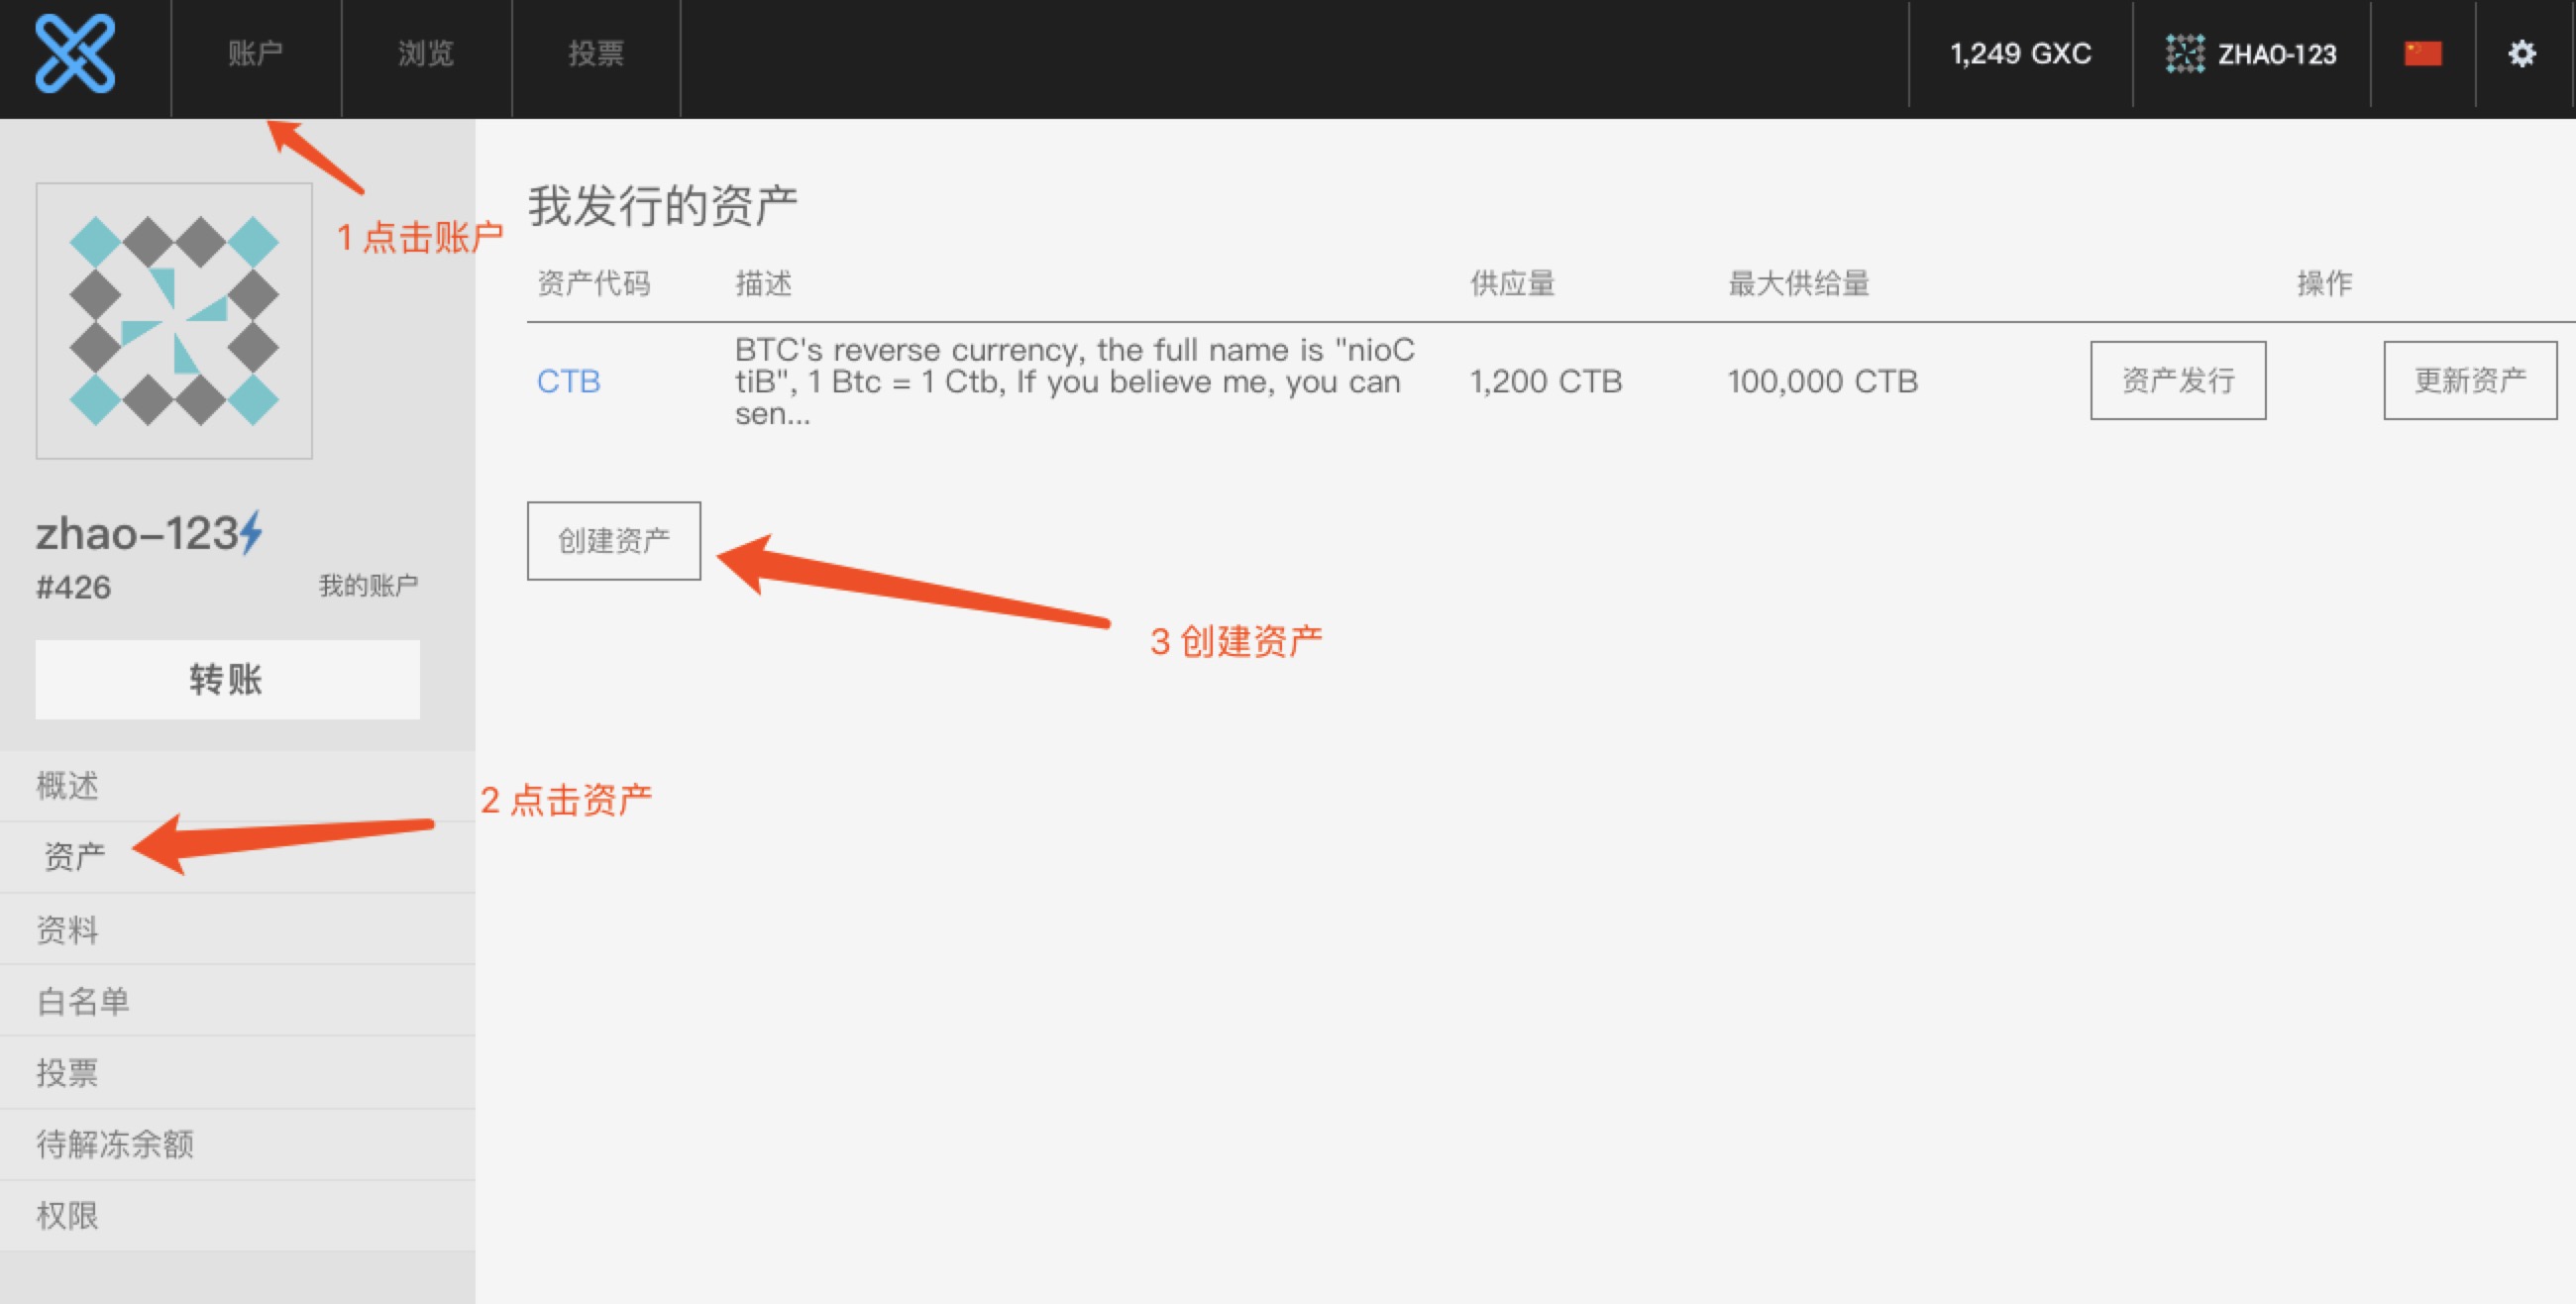 账户
浏览
投票
1,249 GXC
ZHAO-123
1 点击账户
我发行的资产
资产代码
描述
供应量
最大供给量
操作
CTB
BTC's reverse currency, the full name is "nioC
tiB", 1 Btc = 1 Ctb, If you believe me, you can
sen...
1,200 CTB
100,000 CTB
资产发行
更新资产
创建资产
3 创建资产
zhao-123
#426
我的账户
转账
概述
2 点击资产
资产
资料
白名单
投票
待解冻余额
权限